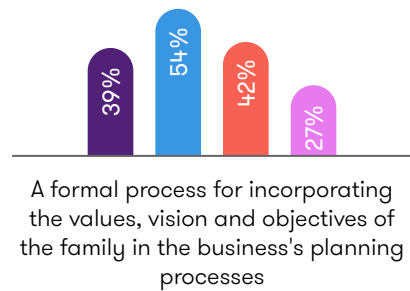 39%
54%
42%
27%
A formal process for incorporating
the values, vision and objectives of
the family in the business's planning
processes